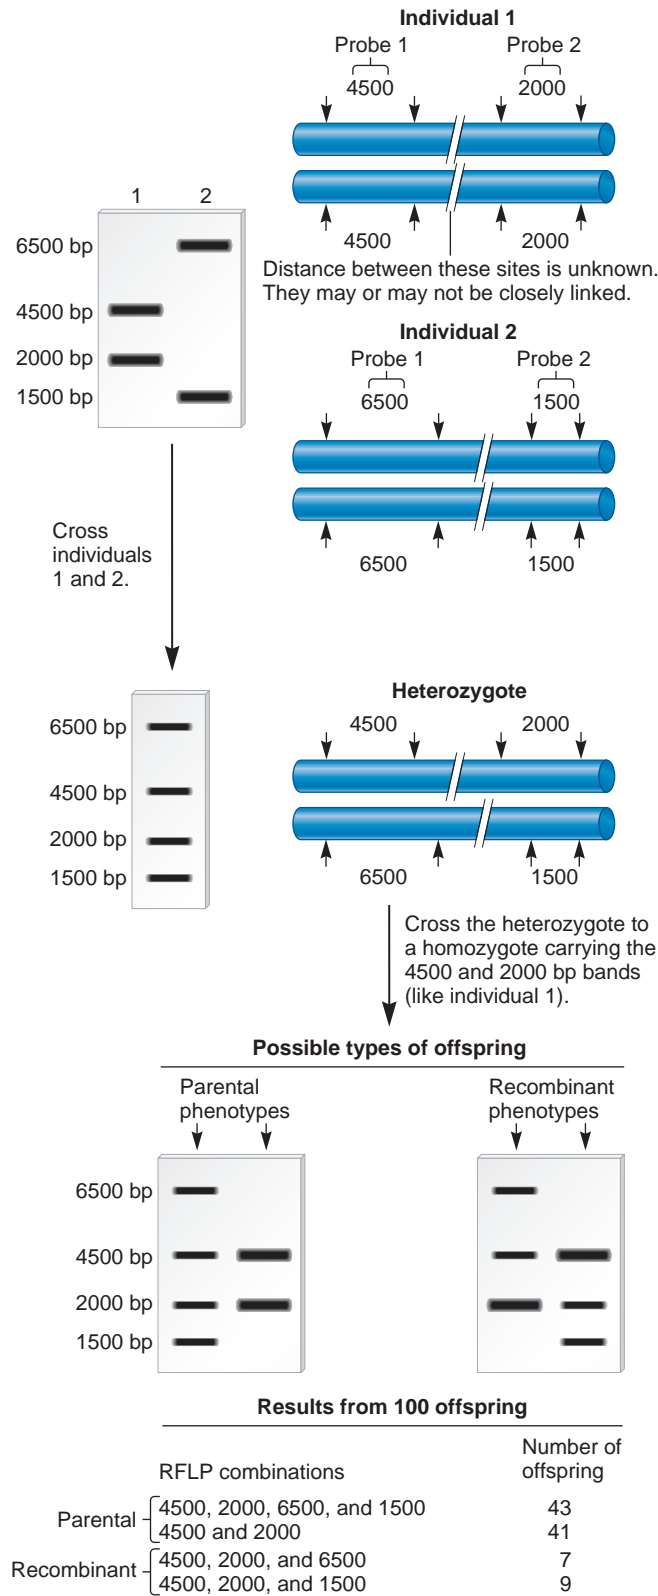 Individual 1
Probe 1 Probe 2
4500 2000
1 2
6500 bp
4500 bp
2000 bp
1500 bp
4500 2000
Distance between these sites is unknown.
They may or may not be closely linked.
Individual 2
Probe 1 Probe 2
6500 1500
6500 1500
Cross
individuals
1 and 2.
Heterozygote
4500 2000
6500 bp
4500 bp
2000 bp
1500 bp
6500 1500
Cross the heterozygote to
a homozygote carrying the
4500 and 2000 bp bands
(like individual 1).
Possible types of offspring
Parental
phenotypes
Recombinant
phenotypes
6500 bp
4500 bp
2000 bp
1500 bp
Results from 100 offspring
RFLP combinations
Number of
offspring
Parental
4500, 2000, 6500, and 1500 43
4500 and 2000 41
Recombinant
4500, 2000, and 6500 7
4500, 2000, and 1500 9